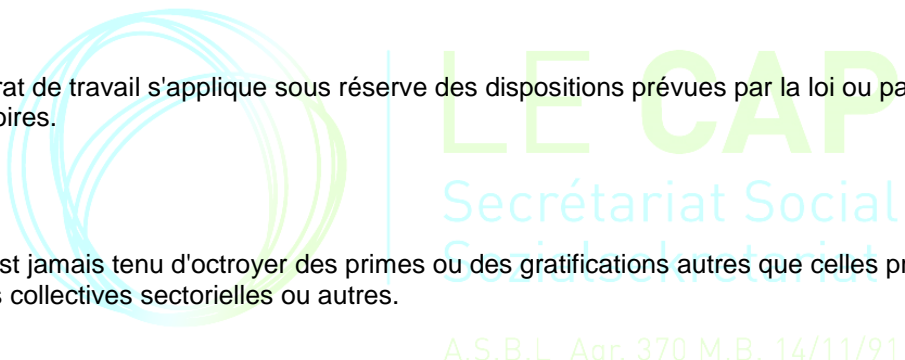 rat de travail s'applique sous réserve des dispositions prévues par la loi ou pa
oires.
LE CAP
Secrétariat Social
st jamais tenu d'octroyer des primes ou des gratifications autres que celles pr
Sozialsekretariat
s collectives sectorielles ou autres.
A.S.B.L Agr. 370 M.B. 14/11/91